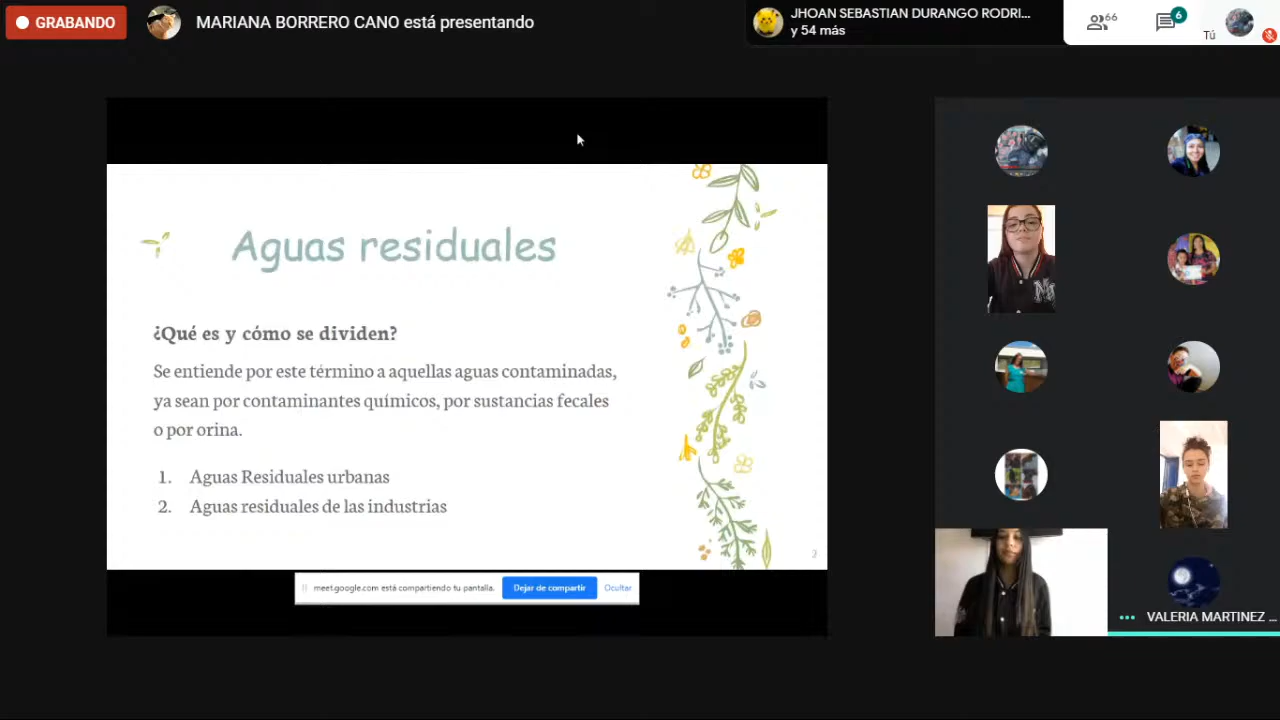 GRABANDO
MARIANA BORRERO CANO está presentando
JHOAN SEBASTIAN DURANGO RODRI...
y 54 más
66
6
Tú
Aguas residuales
¿Qué es y cómo se dividen?
Se entiende por este término a aquellas aguas contaminadas,
ya sean por contaminantes químicos, por sustancias fecales
o por orina.
1. Aguas Residuales urbanas
2. Aguas residuales de las industrias
3
meet.google.com está compartiendo tu pantalla.
Dejar de compartir
Ocultar
VALERIA MARTINEZ ...